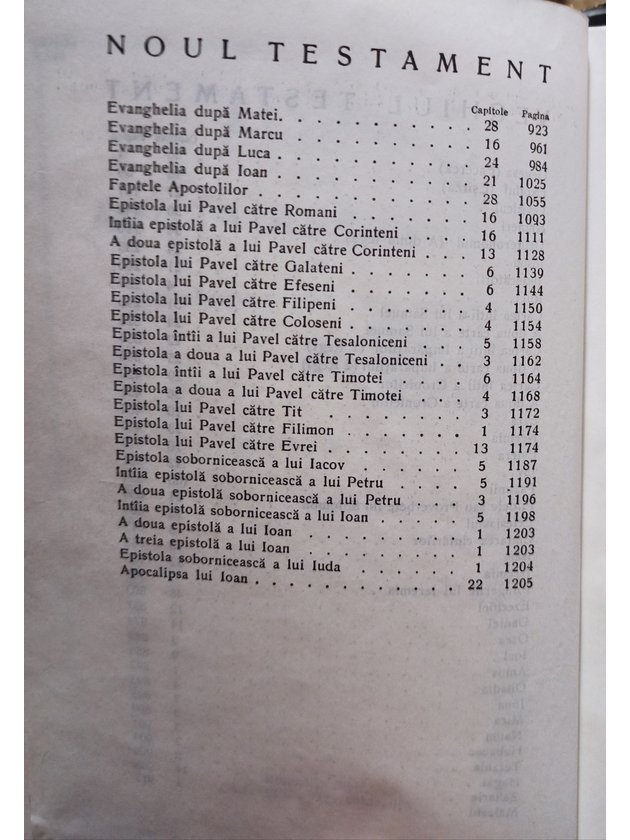 NOUL TESTAMENT
Capitole Pagina
Evanghelia după Matei. . . . . . . . . . . 28 923
Evanghelia după Marcu . . . . . . . . . . 16 961
Evanghelia după Luca . . . . . . . . . . . 24 984
Evanghelia după Ioan . . . . . . . . . . . 21 1025
Faptele Apostolilor . . . . . . . . . . . . 28 1055
Epistola lui Pavel către Romani . . . . . . . 16 1093
Intîia epistolă a lui Pavel către Corinteni . . . . 16 1111
A doua epistolă a lui Pavel către Corinteni . . . 13 1128
Epistola lui Pavel către Galateni . . . . . . . 6 1139
Epistola lui Pavel către Efeseni . . . . . . . 6 1144
Epistola lui Pavel către Filipeni . . . . . . . 4 1150
Epistola lui Pavel către Coloseni . . . . . . . 4 1154
Epistola întîi a lui Pavel către Tesaloniceni . . . 5 1158
Epistola a doua a lui Pavel către Tesaloniceni . . 3 1162
Epistola întîi a lui Pavel către Timotei 6 1164
Epistola a doua a lui Pavel către Timotei . . . . 4 1168
Epistola lui Pavel către Tit . . . . . . . . 3 1172
Epistola lui Pavel către Filimon . . . . . . . 1 1174
Epistola lui Pavel către Evrei . . . . . . . . 13 1174
Epistola sobornicească a lui Iacov . . . . . . 5 1187
Intîia epistolă sobornicească a lui Petru . . . . 5 1191
A doua epistolă sobornicească a lui Petru . . . . 3 1196
Intîia epistolă sobornicească a lui Ioan . . . . . 5 1198
A doua epistolă a lui Ioan . . . . . . . . 1 1203
A treia epistolă a lui Ioan . . . . . . . . 1 1203
Epistola sobornicească a lui Iuda . . . . . . 1 1204
Apocalipsa lui Ioan . . . . . . . . . . . 22 1205